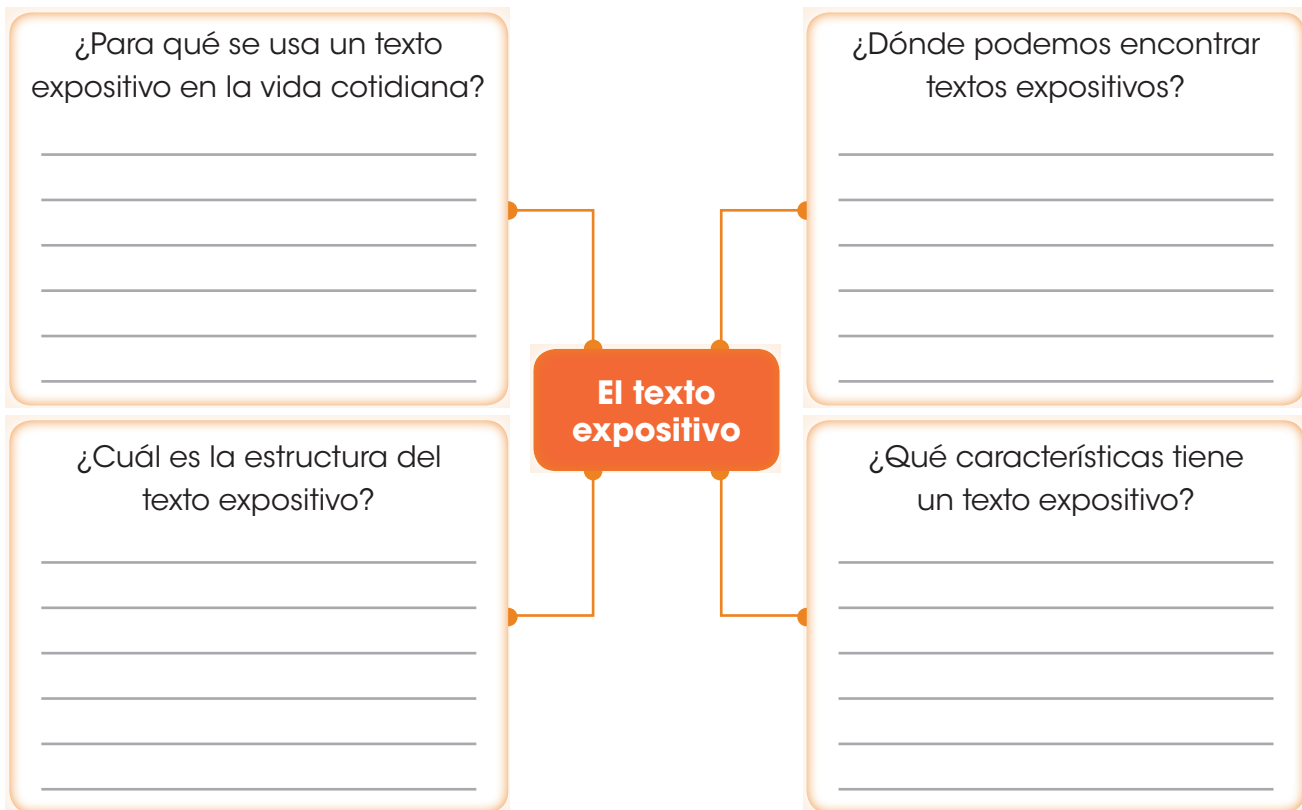 ¿Para qué se usa un texto
expositivo en la vida cotidiana?
¿Dónde podemos encontrar
textos expositivos?
El texto
expositivo
¿Cuál es la estructura del
texto expositivo?
¿Qué características tiene
un texto expositivo?